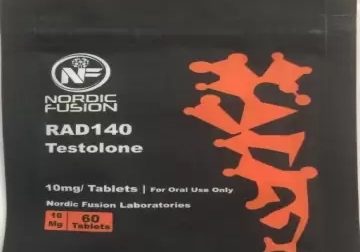 NF
NORDIC
FUSION
RAD140
Testolone
10mg/ Tablets | For Oral Use Only
Nordic Fusion Laboratories
10 Mg
60 Tablets